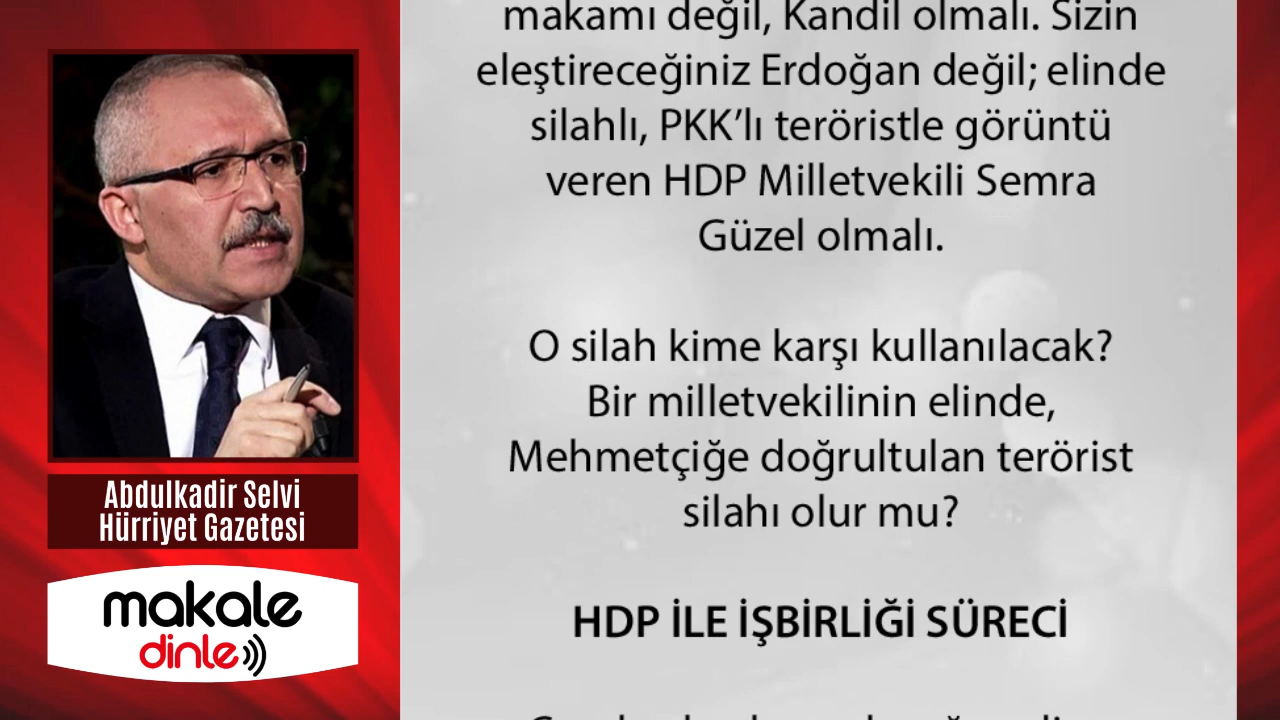 makamı değil, Kandil olmalı. Sizin
eleştireceğiniz Erdoğan değil; elinde
silahlı, PKK’lı teröristle görüntü
veren HDP Milletvekili Semra
Güzel olmalı.
O silah kime karşı kullanılacak?
Bir milletvekilinin elinde,
Mehmetçiğe doğrultulan terörist
silahı olur mu?
HDP İLE İŞBİRLİĞİ SÜRECİ
Abdulkadir Selvi
Hürriyet Gazetesi
makale
dinle